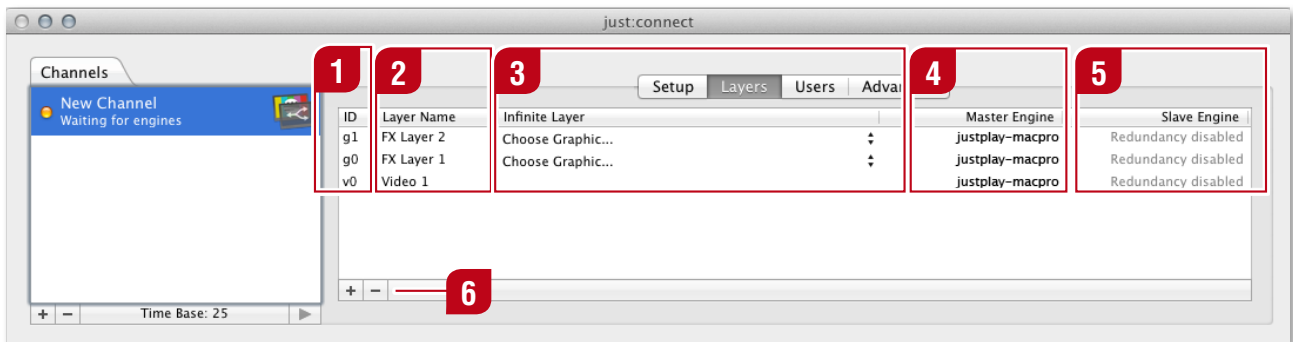 just:connect
Channels
New Channel
Waiting for engines
+ − Time Base: 25
1 2 3 4 5
Setup Layers Users Advan
ID Layer Name Infinite Layer Master Engine Slave Engine
g1 FX Layer 2 Choose Graphic... justplay-macpro Redundancy disabled
g0 FX Layer 1 Choose Graphic... justplay-macpro Redundancy disabled
v0 Video 1 justplay-macpro Redundancy disabled
+ − 6